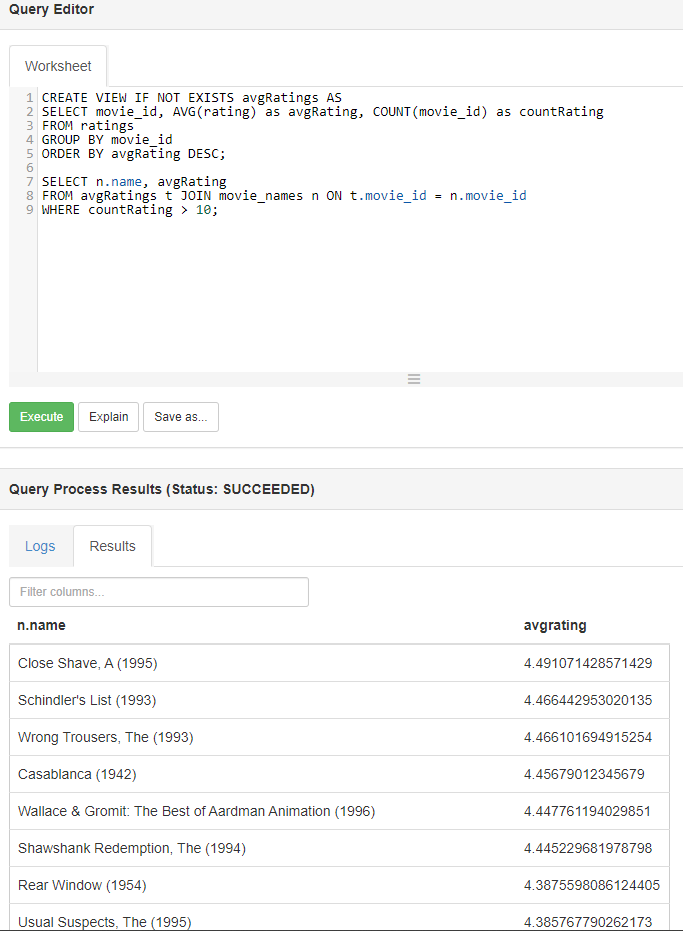 Query Editor
Worksheet
1 CREATE VIEW IF NOT EXISTS avgRatings AS
2 SELECT movie_id, AVG(rating) as avgRating, COUNT(movie_id) as countRating
3 FROM ratings
4 GROUP BY movie_id
5 ORDER BY avgRating DESC;
6
7 SELECT n.name, avgRating
8 FROM avgRatings t JOIN movie_names n ON t.movie_id = n.movie_id
9 WHERE countRating > 10;
Execute Explain Save as...
Query Process Results (Status: SUCCEEDED)
Logs Results
Filter columns...
n.name avgrating
Close Shave, A (1995) 4.491071428571429
Schindler's List (1993) 4.466442953020135
Wrong Trousers, The (1993) 4.466101694915254
Casablanca (1942) 4.45679012345679
Wallace & Gromit: The Best of Aardman Animation (1996) 4.447761194029851
Shawshank Redemption, The (1994) 4.445229681978798
Rear Window (1954) 4.3875598086124405
Usual Suspects, The (1995) 4.385767790262173